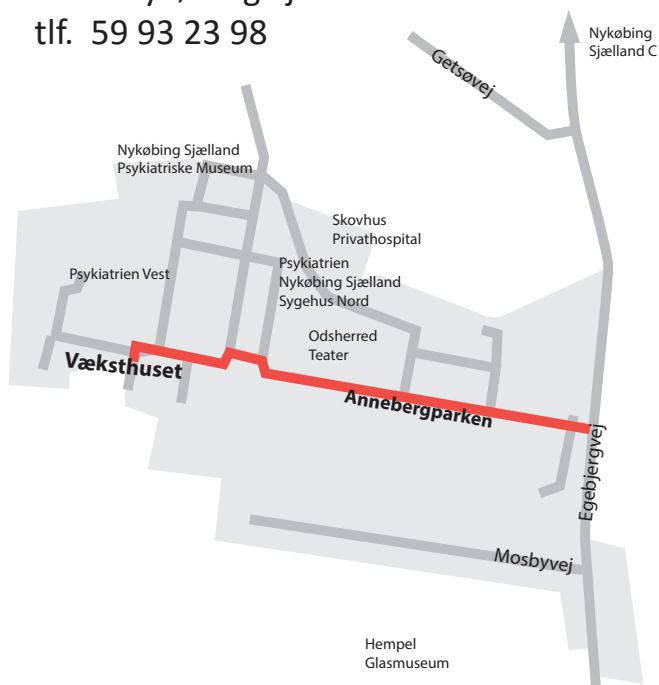 tlf. 59 93 23 98
Nykøbing
Sjælland C
Getsøvej
Nykøbing Sjælland
Psykiatriske Museum
Skovhus
Privathospital
Psykiatrien
Nykøbing Sjælland
Sygehus Nord
Psykiatrien Vest
Odsherred
Teater
Væksthuset
Annebergparken
Egebjergvej
Mosbyvej
Hempel
Glasmuseum